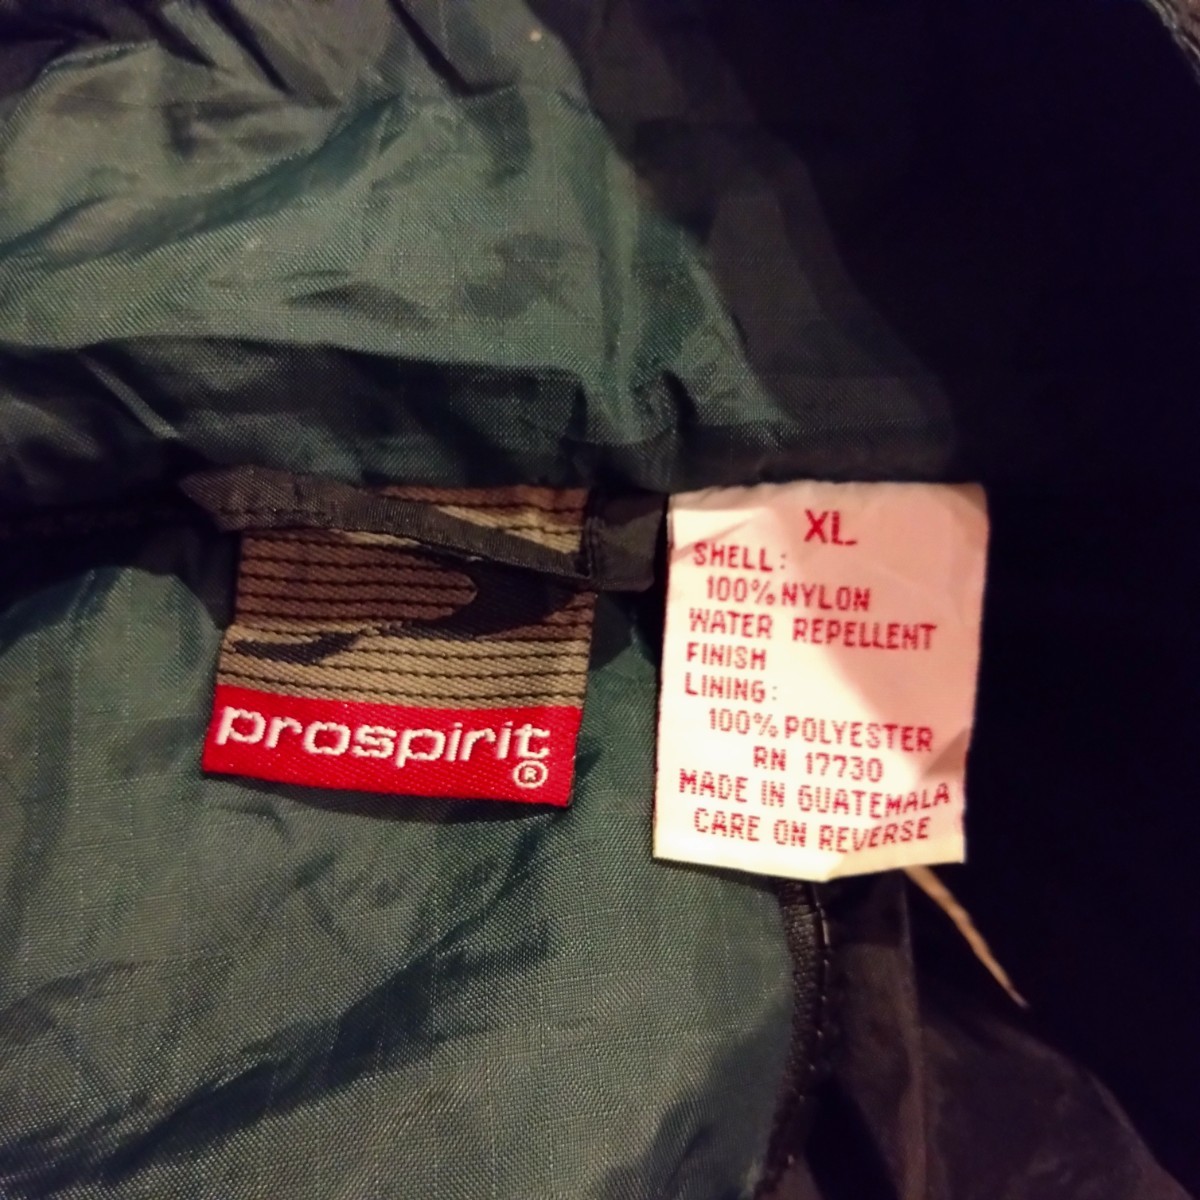 prospirit
®
XL
SHELL:
100% NYLON
WATER REPELLENT
FINISH
LINING:
100% POLYESTER
RN 17730
MADE IN GUATEMALA
CARE ON REVERSE